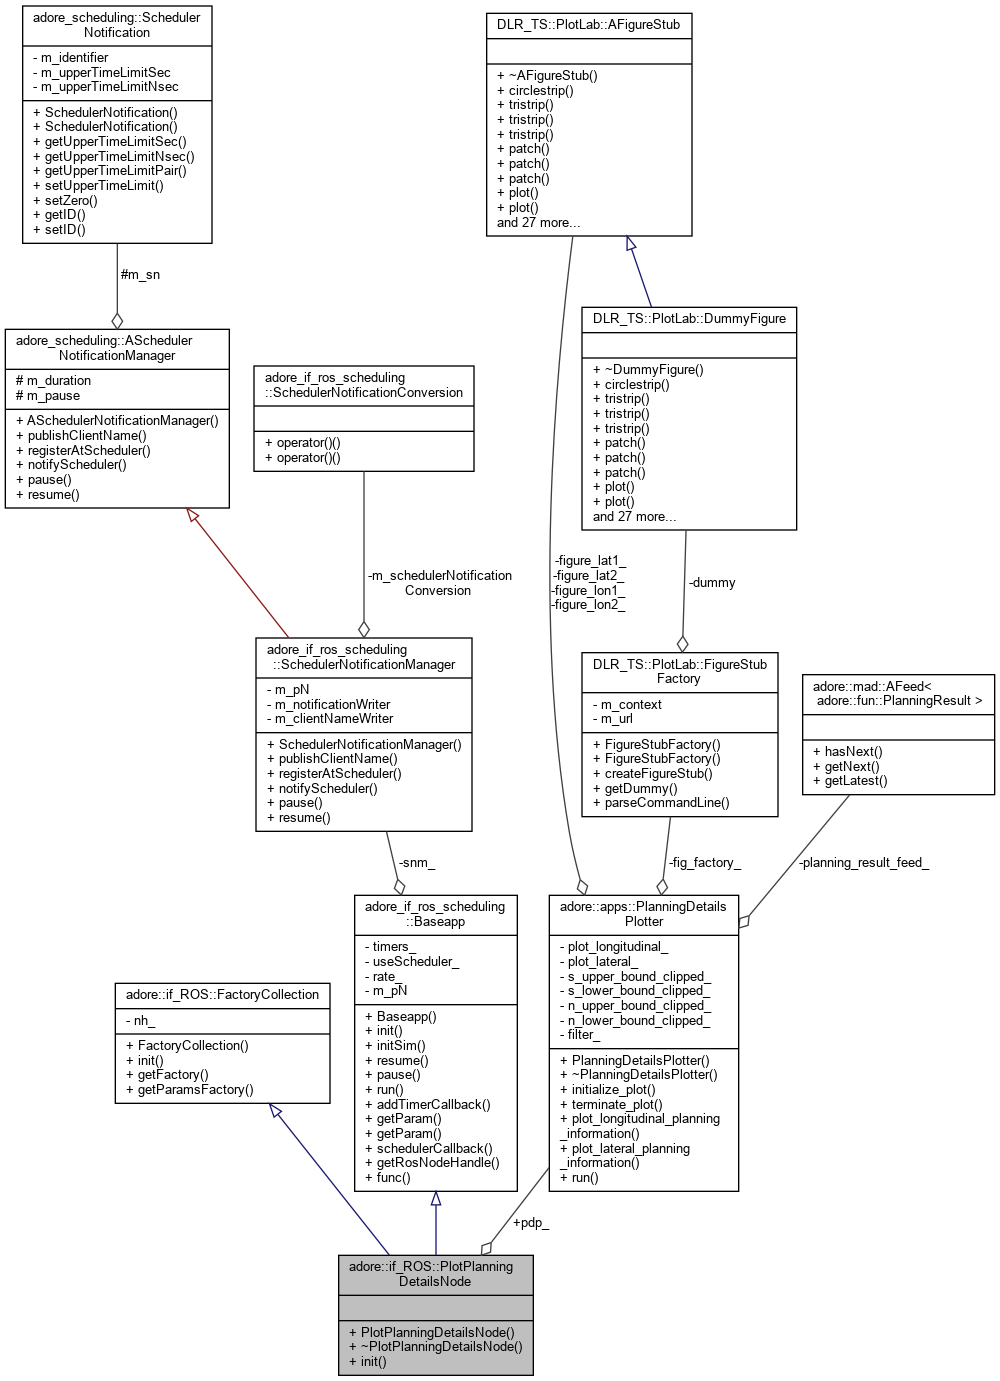 adore_scheduling::Scheduler
Notification
- m_identifier
- m_upperTimeLimitSec
- m_upperTimeLimitNsec
+ SchedulerNotification()
+ SchedulerNotification()
+ getUpperTimeLimitSec()
+ getUpperTimeLimitNsec()
+ getUpperTimeLimitPair()
+ setUpperTimeLimit()
+ setZero()
+ getID()
+ setID()
#m_sn
DLR_TS::PlotLab::AFigureStub
+ ~AFigureStub()
+ circlestrip()
+ tristrip()
+ tristrip()
+ tristrip()
+ patch()
+ patch()
+ patch()
+ plot()
+ plot()
and 27 more...
adore_scheduling::AScheduler
NotificationManager
# m_duration
# m_pause
+ ASchedulerNotificationManager()
+ publishClientName()
+ registerAtScheduler()
+ notifyScheduler()
+ pause()
+ resume()
adore_if_ros_scheduling
::SchedulerNotificationConversion
+ operator()()
+ operator()()
DLR_TS::PlotLab::DummyFigure
+ ~DummyFigure()
+ circlestrip()
+ tristrip()
+ tristrip()
+ tristrip()
+ patch()
+ patch()
+ patch()
+ plot()
+ plot()
and 27 more...
-m_schedulerNotification
Conversion
-figure_lat1_
-figure_lat2_
-figure_lon1_
-figure_lon2_
-dummy
adore_if_ros_scheduling
::SchedulerNotificationManager
- m_pN
- m_notificationWriter
- m_clientNameWriter
+ SchedulerNotificationManager()
+ publishClientName()
+ registerAtScheduler()
+ notifyScheduler()
+ pause()
+ resume()
DLR_TS::PlotLab::FigureStub
Factory
- m_context
- m_url
+ FigureStubFactory()
+ FigureStubFactory()
+ createFigureStub()
+ getDummy()
+ parseCommandLine()
adore::mad::AFeed<
adore::fun::PlanningResult >
+ hasNext()
+ getNext()
+ getLatest()
-snm_
-fig_factory_
-planning_result_feed_
adore::if_ROS::FactoryCollection
- nh_
+ FactoryCollection()
+ init()
+ getFactory()
+ getParamsFactory()
adore_if_ros_scheduling
::Baseapp
- timers_
- useScheduler_
- rate_
- m_pN
+ Baseapp()
+ init()
+ initSim()
+ resume()
+ pause()
+ run()
+ addTimerCallback()
+ getParam()
+ getParam()
+ schedulerCallback()
+ getRosNodeHandle()
+ func()
adore::apps::PlanningDetails
Plotter
- plot_longitudinal_
- plot_lateral_
- s_upper_bound_clipped_
- s_lower_bound_clipped_
- n_upper_bound_clipped_
- n_lower_bound_clipped_
- filter_
+ PlanningDetailsPlotter()
+ ~PlanningDetailsPlotter()
+ initialize_plot()
+ terminate_plot()
+ plot_longitudinal_planning
_information()
+ plot_lateral_planning
_information()
+ run()
+pdp_
adore::if_ROS::PlotPlanning
DetailsNode
+ PlotPlanningDetailsNode()
+ ~PlotPlanningDetailsNode()
+ init()